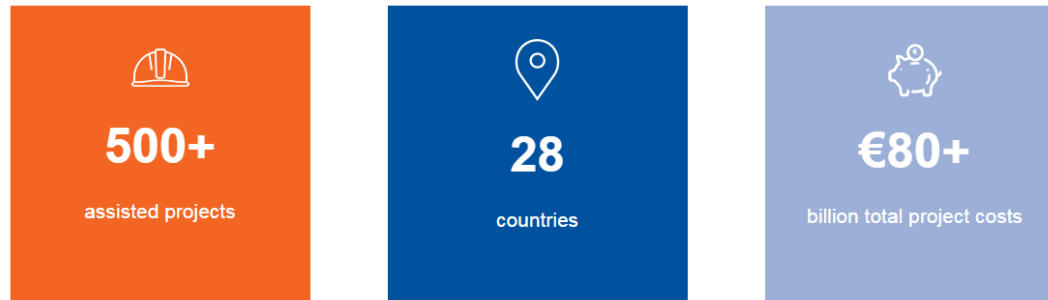 500+
assisted projects
28
countries
€80+
billion total project costs